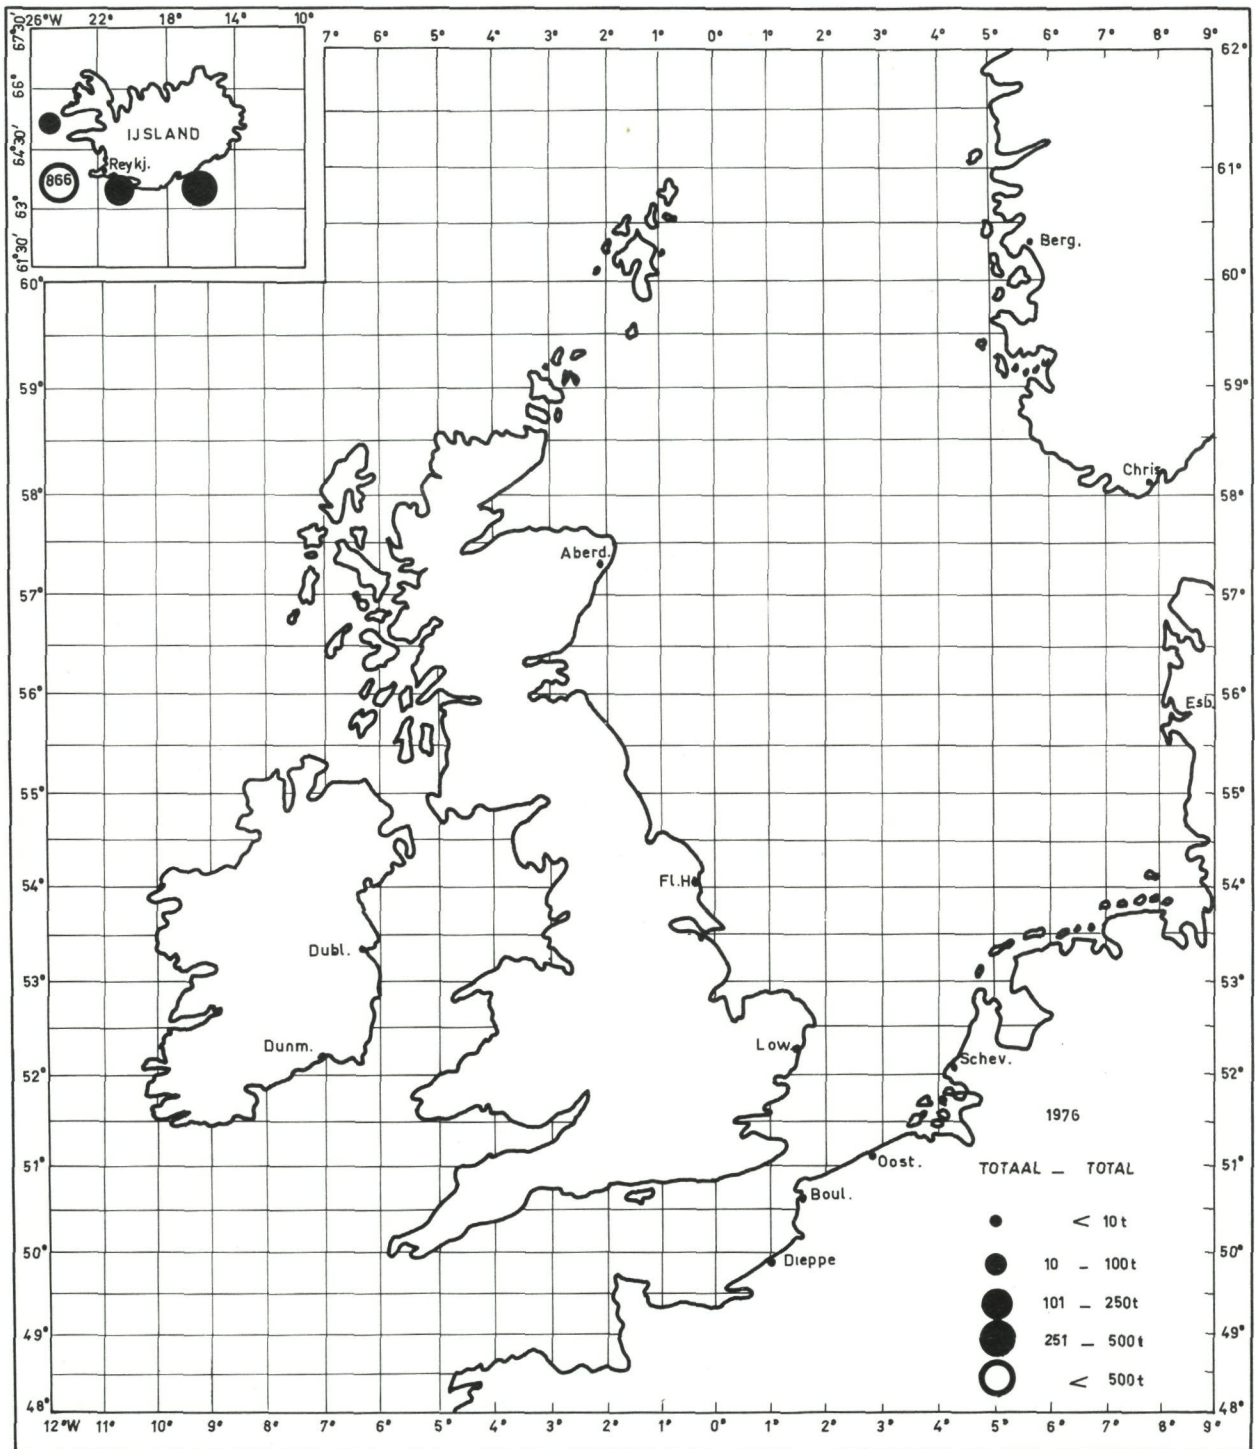 26°W 22° 18° 14° 10°
67°30'
66°
64°30'
63°
61°30'
IJSLAND
Reykj.
866
7° 6° 5° 4° 3° 2° 1° 0° 1° 2° 3° 4° 5° 6° 7° 8° 9°
62°
61°
Berg.
60° 60°
59° 59°
Chris
58° 58°
Aberd.
57° 57°
56° 56°
Esb.
55° 55°
54° 54°
Fl.H
Dubl.
53° 53°
Low.
Dunm.
Schev.
52° 52°
1976
51° 51°
Oost.
TOTAAL – TOTAL
Boul.
< 10t
50° 50°
Dieppe
10 – 100t
101 – 250t
49° 49°
251 – 500t
< 500t
48° 48°
12°W 11° 10° 9° 8° 7° 6° 5° 4° 3° 2° 1° 0° 1° 2° 3° 4° 5° 6° 7° 8° 9°